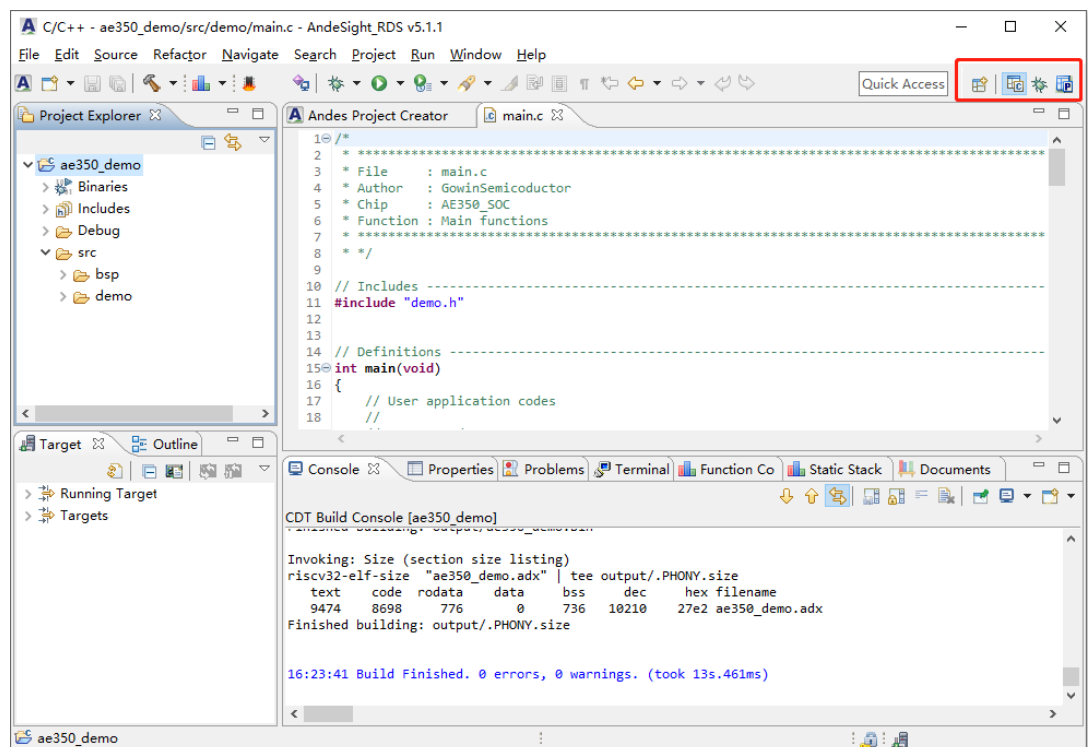 C/C++ - ae350_demo/src/demo/main.c - AndeSight_RDS v5.1.1
File Edit Source Refactor Navigate Search Project Run Window Help
Quick Access
Project Explorer
ae350_demo
Binaries
Includes
Debug
src
bsp
demo
Andes Project Creator
main.c
1 /*
2 * ******************************************************************************************
3 * File : main.c
4 * Author : GowinSemicoductor
5 * Chip : AE350_SOC
6 * Function : Main functions
7 * ******************************************************************************************
8 * */
9
10 // Includes ---------------------------------------------------------------------------------
11 #include "demo.h"
12
13
14 // Definitions ------------------------------------------------------------------------------
15 int main(void)
16 {
17 // User application codes
18 //
Target
Outline
Running Target
Targets
Console Properties Problems Terminal Function Co Static Stack Documents
CDT Build Console [ae350_demo]
Finished building: output/ae350_demo.bin
Invoking: Size (section size listing)
riscv32-elf-size "ae350_demo.adx" | tee output/.PHONY.size
text code rodata data bss dec hex filename
9474 8698 776 0 736 10210 27e2 ae350_demo.adx
Finished building: output/.PHONY.size
16:23:41 Build Finished. 0 errors, 0 warnings. (took 13s.461ms)
ae350_demo